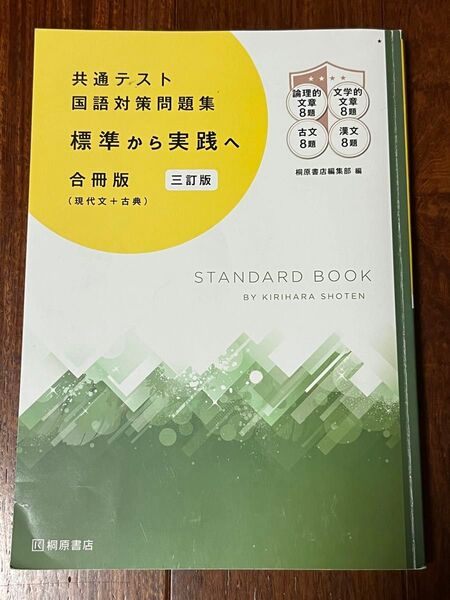 共通テスト
国語対策問題集
標準から実践へ
合冊版 三訂版
(現代文+古典)
論理的
文章
8題
文学的
文章
8題
古文
8題
漢文
8題
桐原書店編集部 編
STANDARD BOOK
BY KIRIHARA SHOTEN
桐原書店